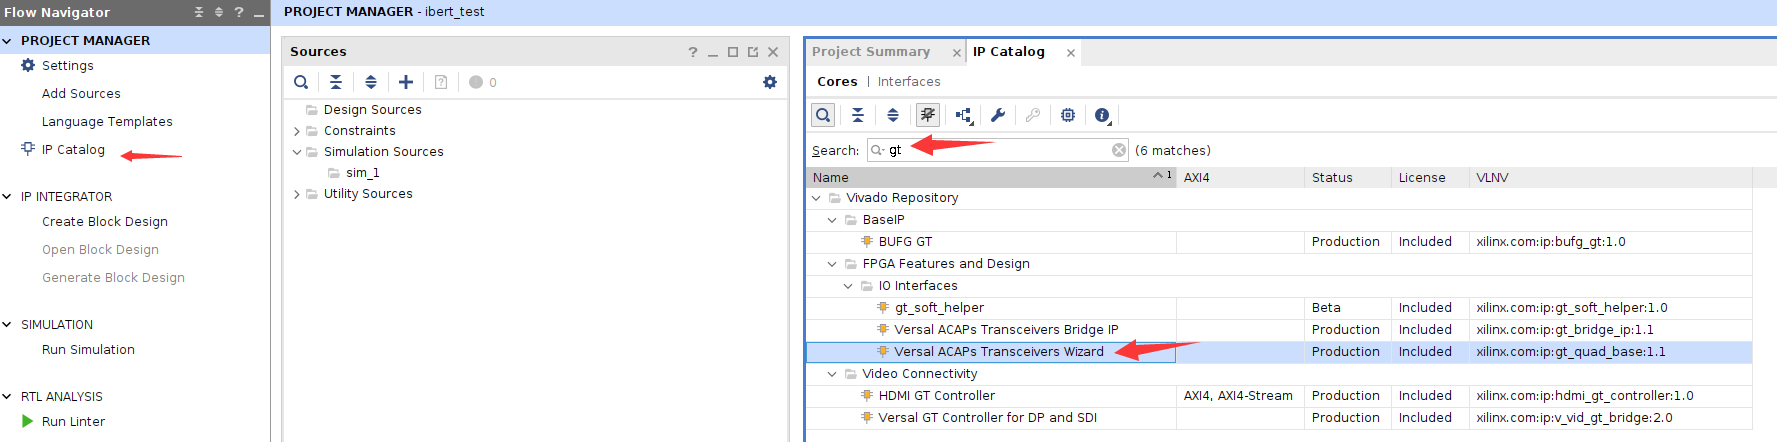 Flow Navigator
PROJECT MANAGER - ibert_test
PROJECT MANAGER
Settings
Add Sources
Language Templates
IP Catalog
IP INTEGRATOR
Create Block Design
Open Block Design
Generate Block Design
SIMULATION
Run Simulation
RTL ANALYSIS
Run Linter
Sources
0
Design Sources
Constraints
Simulation Sources
sim_1
Utility Sources
Project Summary
IP Catalog
Cores | Interfaces
Search: gt (6 matches)
Name 1 AXI4 Status License VLNV
Vivado Repository
BaseIP
BUFG GT Production Included xilinx.com:ip:bufg_gt:1.0
FPGA Features and Design
IO Interfaces
gt_soft_helper Beta Included xilinx.com:ip:gt_soft_helper:1.0
Versal ACAPs Transceivers Bridge IP Production Included xilinx.com:ip:gt_bridge_ip:1.1
Versal ACAPs Transceivers Wizard Production Included xilinx.com:ip:gt_quad_base:1.1
Video Connectivity
HDMI GT Controller AXI4, AXI4-Stream Production Included xilinx.com:ip:hdmi_gt_controller:1.0
Versal GT Controller for DP and SDI Production Included xilinx.com:ip:v_vid_gt_bridge:2.0